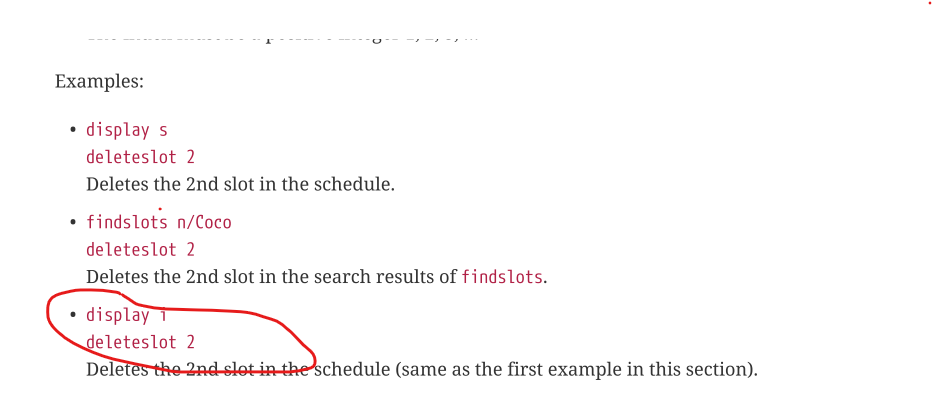 Examples:
• display s
deleteslot 2
Deletes the 2nd slot in the schedule.
• findslots n/Coco
deleteslot 2
Deletes the 2nd slot in the search results of findslots.
• display i
deleteslot 2
Deletes the 2nd slot in the schedule (same as the first example in this section).